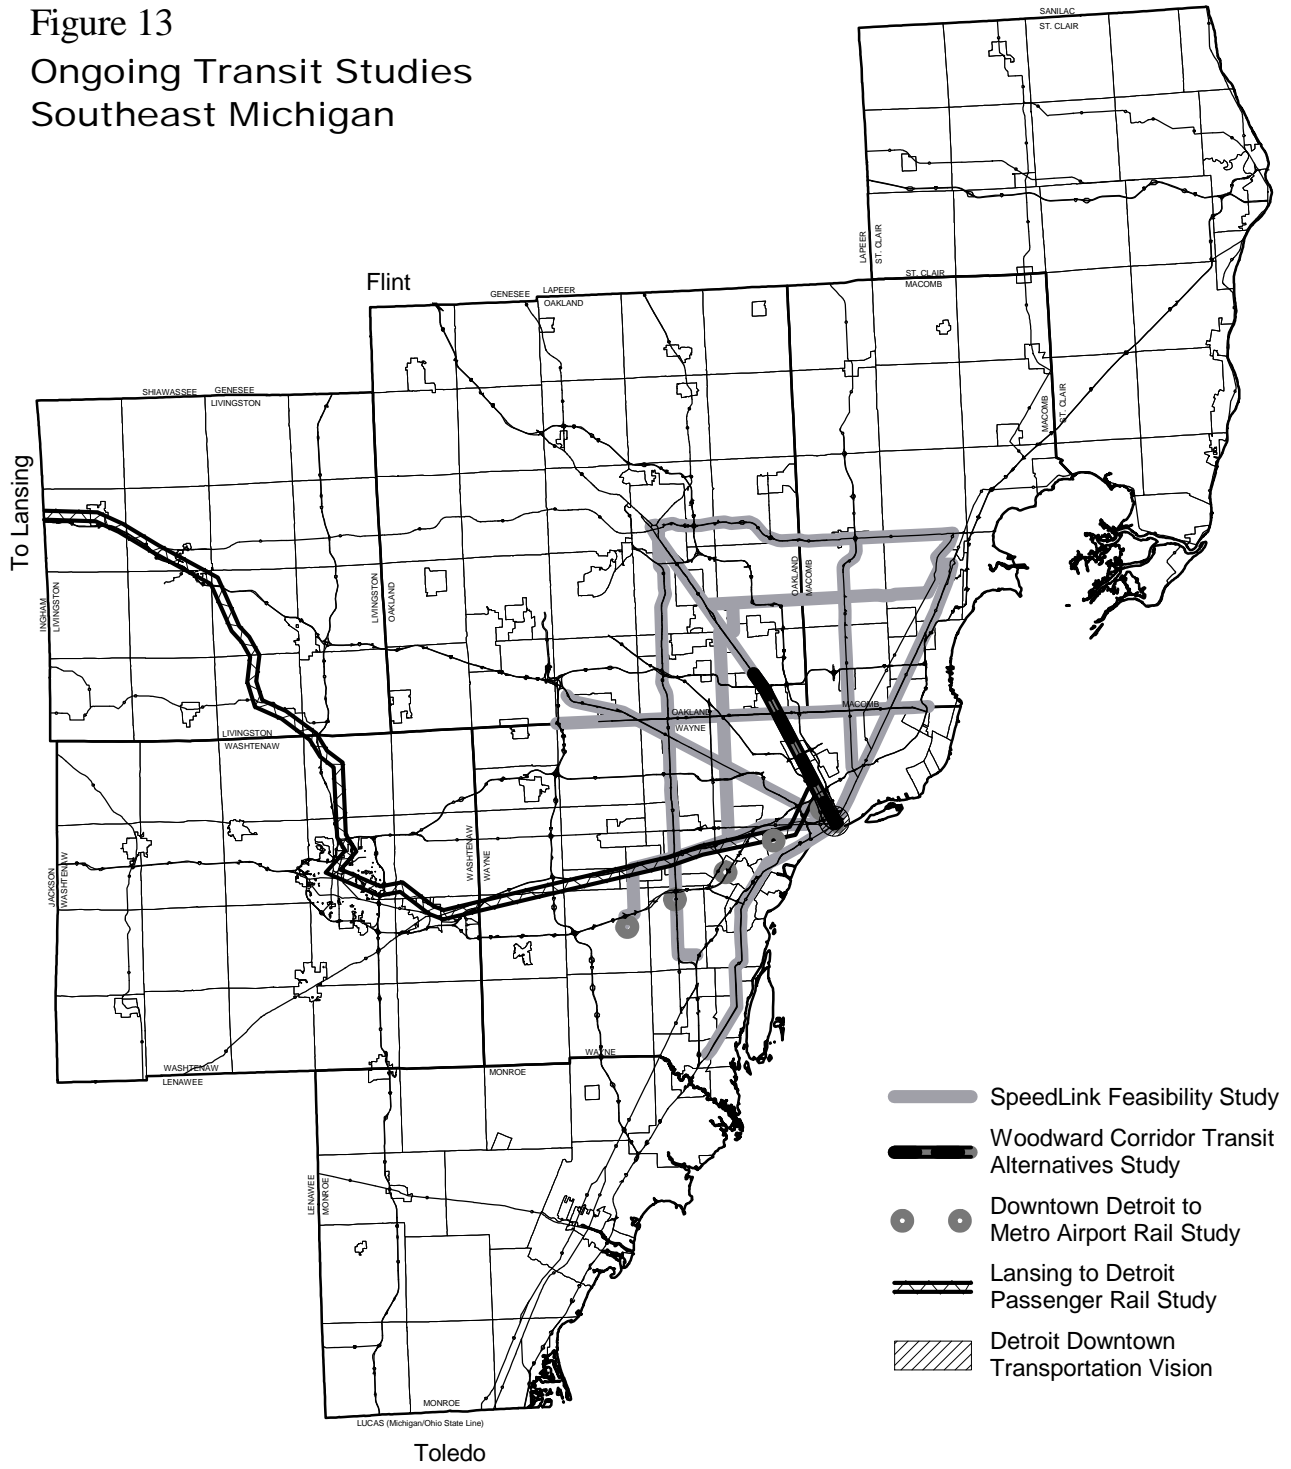 Figure 13
Ongoing Transit Studies
Southeast Michigan
SANILAC
ST. CLAIR
LAPEER
ST. CLAIR
ST. CLAIR
MACOMB
Flint
GENESEE
LAPEER
OAKLAND
SHIAWASSEE
GENESEE
LIVINGSTON
MACOMB
ST. CLAIR
To Lansing
INGHAM
LIVINGSTON
LIVINGSTON
OAKLAND
OAKLAND
MACOMB
OAKLAND
MACOMB
WAYNE
LIVINGSTON
WASHTENAW
JACKSON
WASHTENAW
WASHTENAW
WAYNE
WASHTENAW
LENAWEE
WAYNE
MONROE
LENAWEE
MONROE
MONROE
LUCAS (Michigan/Ohio State Line)
Toledo
SpeedLink Feasibility Study
Woodward Corridor Transit
Alternatives Study
Downtown Detroit to
Metro Airport Rail Study
Lansing to Detroit
Passenger Rail Study
Detroit Downtown
Transportation Vision